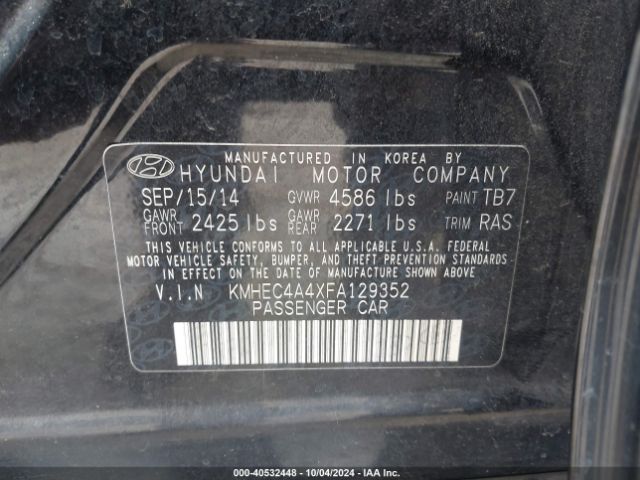 MANUFACTURED IN KOREA BY
HYUNDAI MOTOR COMPANY
SEP/15/14 GVWR 4586 lbs PAINT TB7
GAWR FRONT 2425 lbs GAWR REAR 2271 lbs TRIM RAS
THIS VEHICLE CONFORMS TO ALL APPLICABLE U.S.A. FEDERAL
MOTOR VEHICLE SAFETY, BUMPER, AND THEFT PREVENTION STANDARDS
IN EFFECT ON THE DATE OF MANUFACTURE SHOWN ABOVE.
V.I.N KMHEC4A4XFA129352
PASSENGER CAR
000-40532448 - 10/04/2024 - IAAI.COM